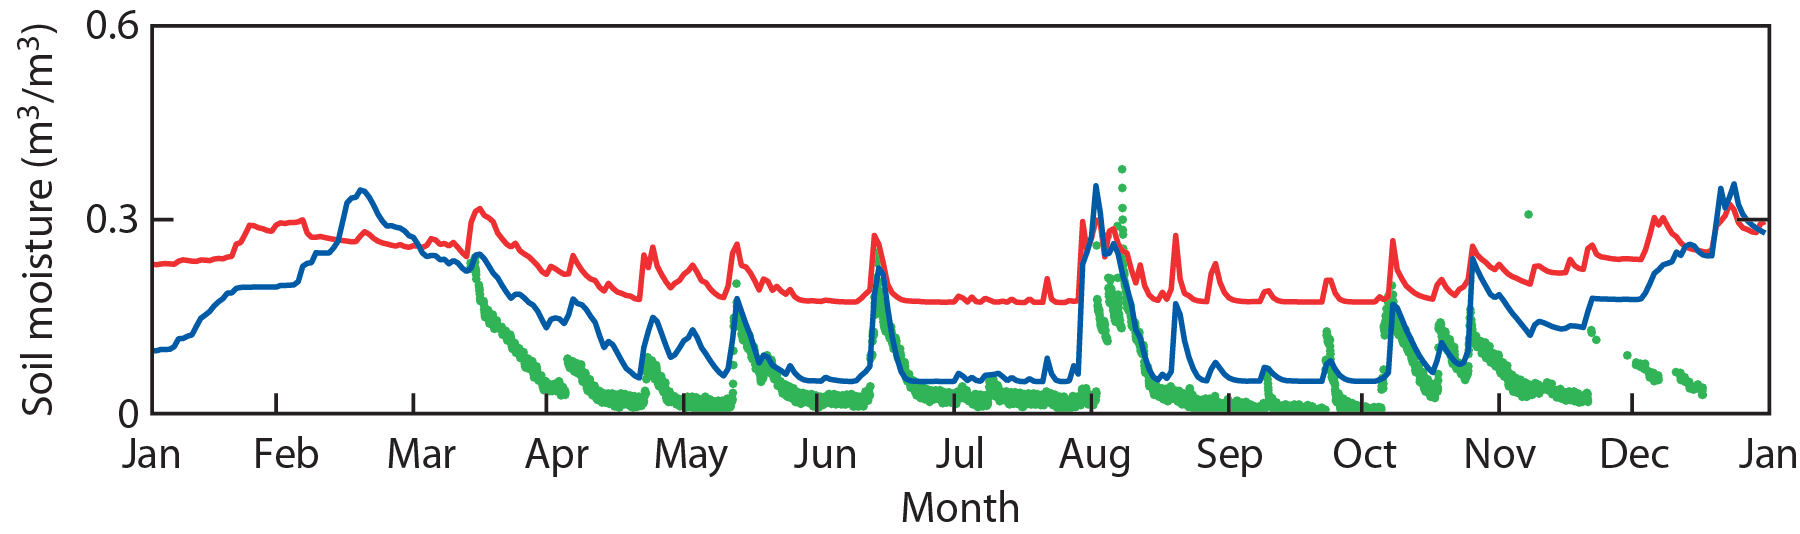 Soil moisture (m³/m³)
0.6
0.3
0
Jan Feb Mar Apr May Jun Jul Aug Sep Oct Nov Dec Jan
Month